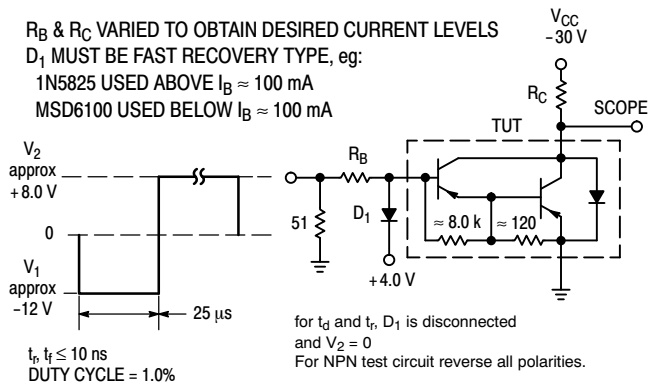 R_B & R_C VARIED TO OBTAIN DESIRED CURRENT LEVELS
D_1 MUST BE FAST RECOVERY TYPE, eg:
1N5825 USED ABOVE I_B ≈ 100 mA
MSD6100 USED BELOW I_B ≈ 100 mA
V_CC
-30 V
R_C
SCOPE
TUT
V_2
approx
+8.0 V
0
V_1
approx
-12 V
25 μs
t_r, t_f ≤ 10 ns
DUTY CYCLE = 1.0%
R_B
51
D_1
+4.0 V
≈ 8.0 k
≈ 120
for t_d and t_r, D_1 is disconnected
and V_2 = 0
For NPN test circuit reverse all polarities.